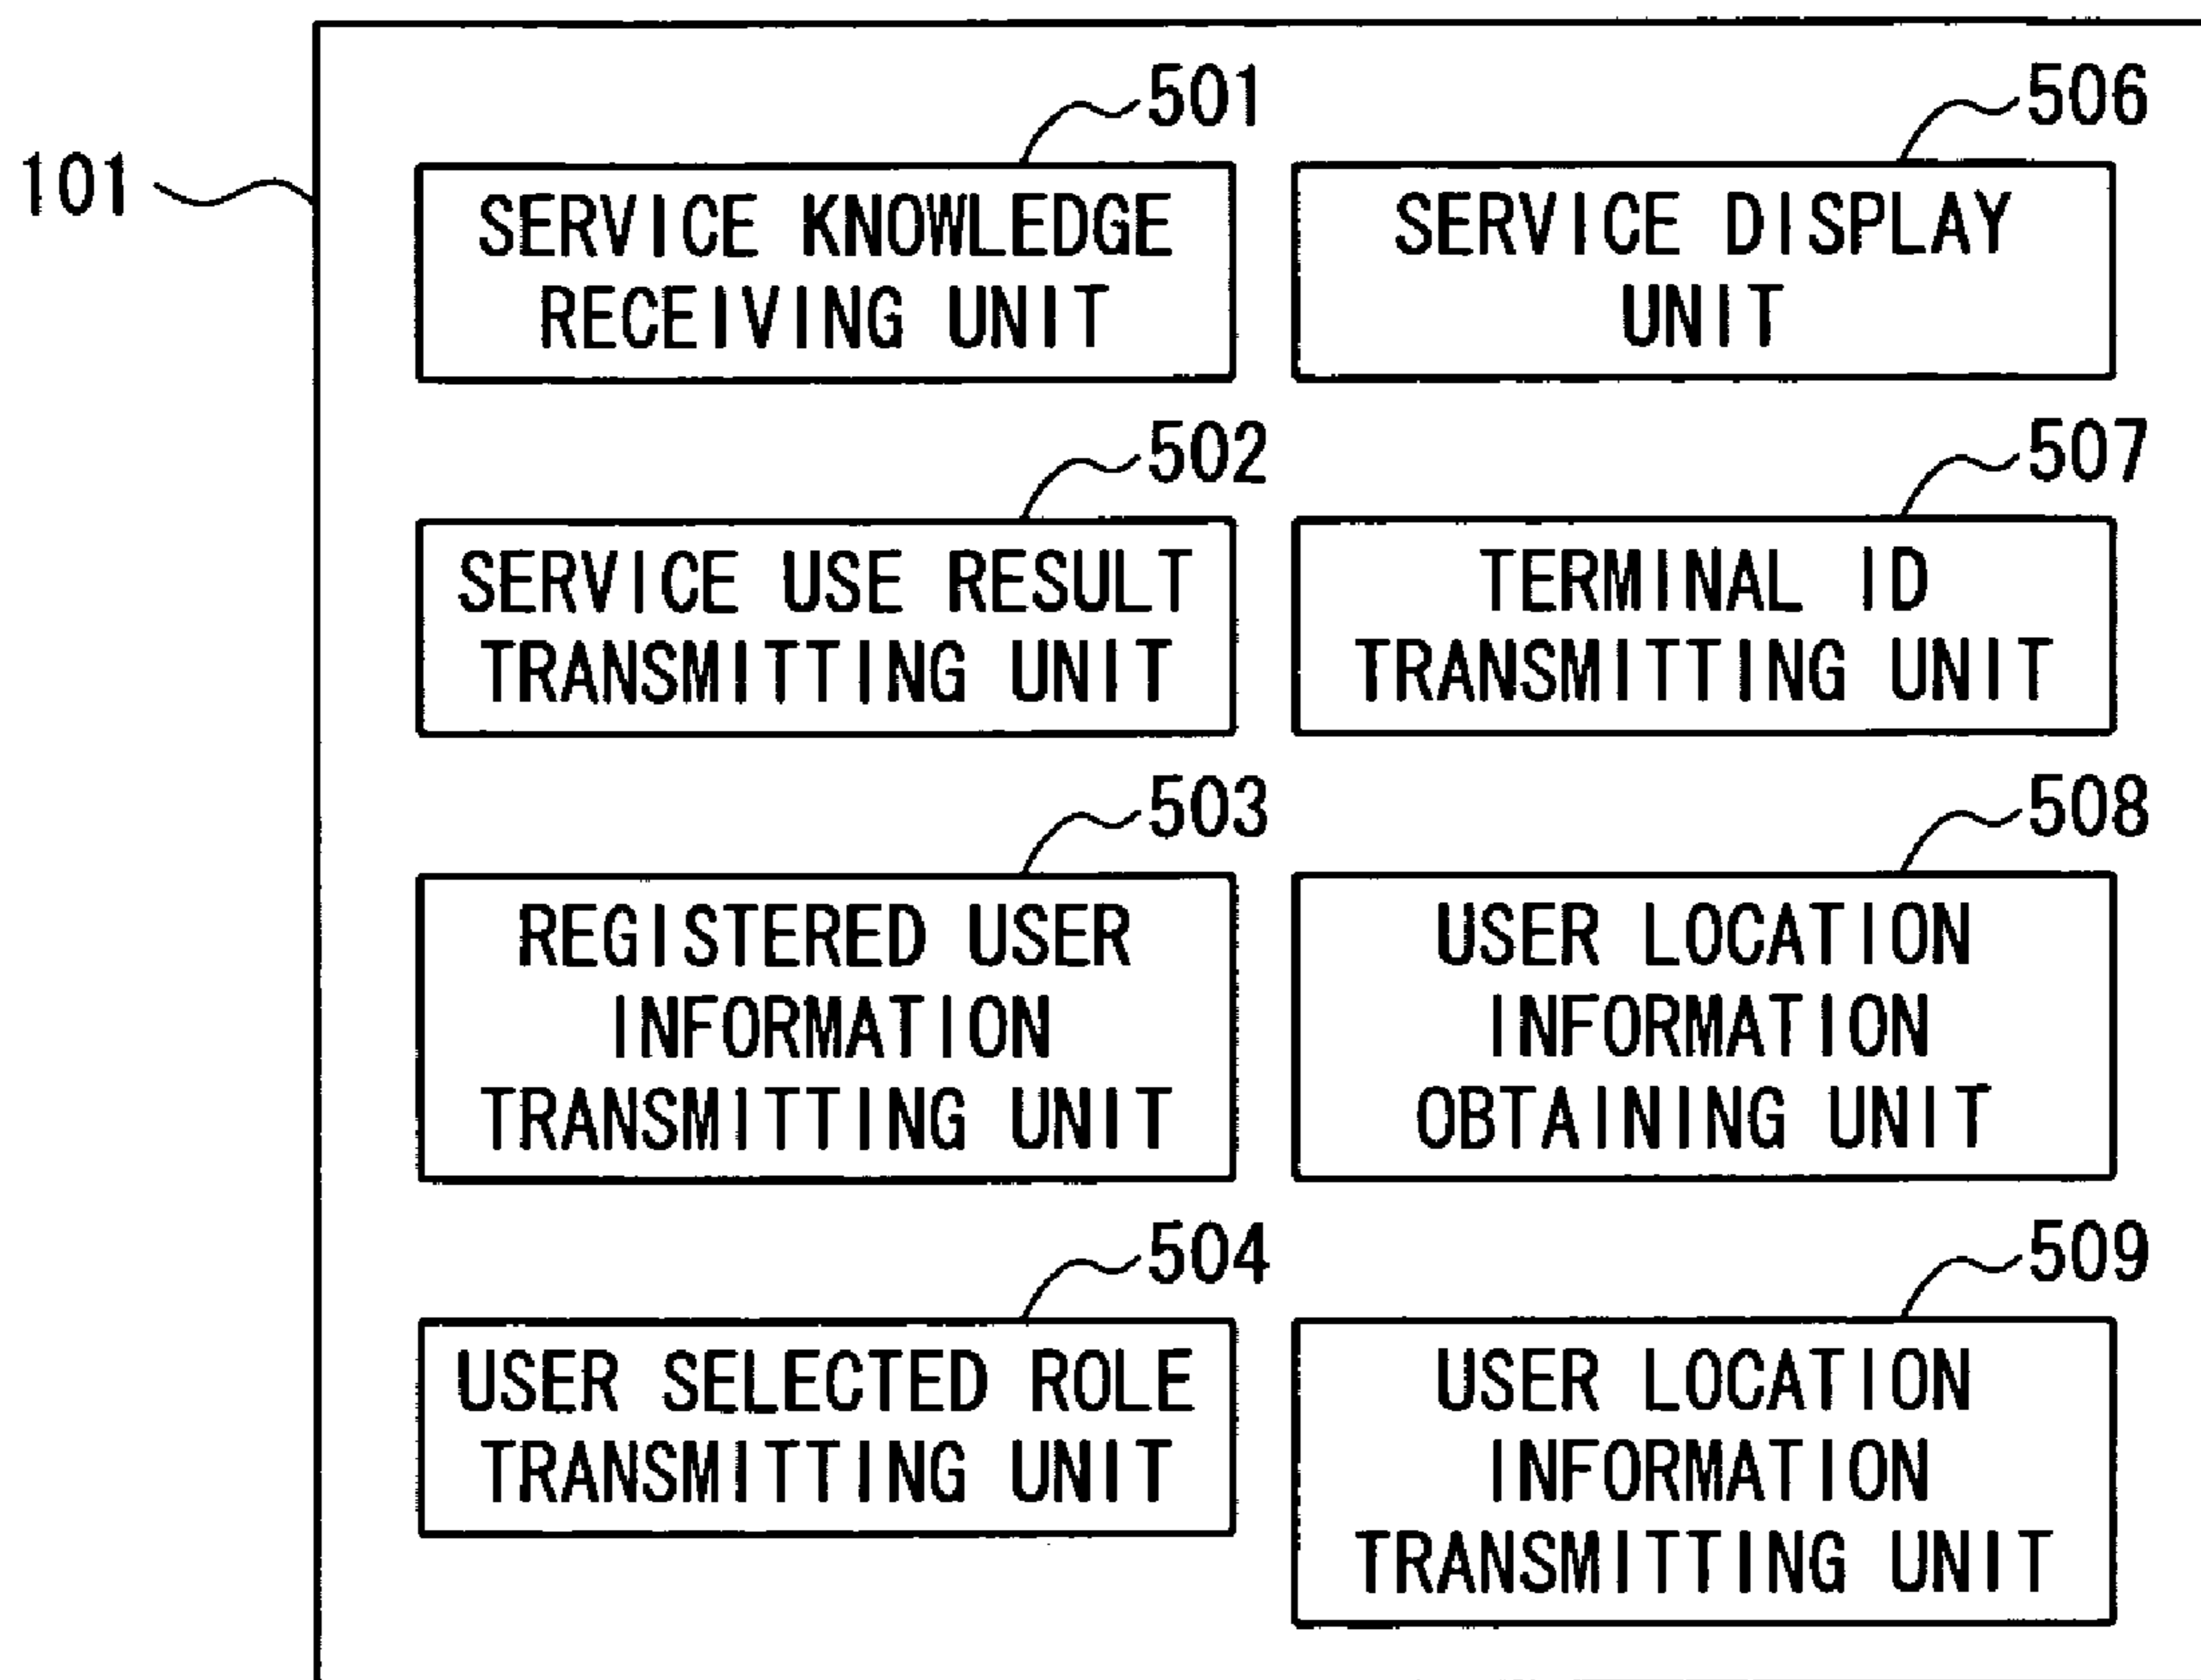 101
501
SERVICE KNOWLEDGE
RECEIVING UNIT
506
SERVICE DISPLAY
UNIT
502
SERVICE USE RESULT
TRANSMITTING UNIT
507
TERMINAL ID
TRANSMITTING UNIT
503
REGISTERED USER
INFORMATION
TRANSMITTING UNIT
508
USER LOCATION
INFORMATION
OBTAINING UNIT
504
USER SELECTED ROLE
TRANSMITTING UNIT
509
USER LOCATION
INFORMATION
TRANSMITTING UNIT